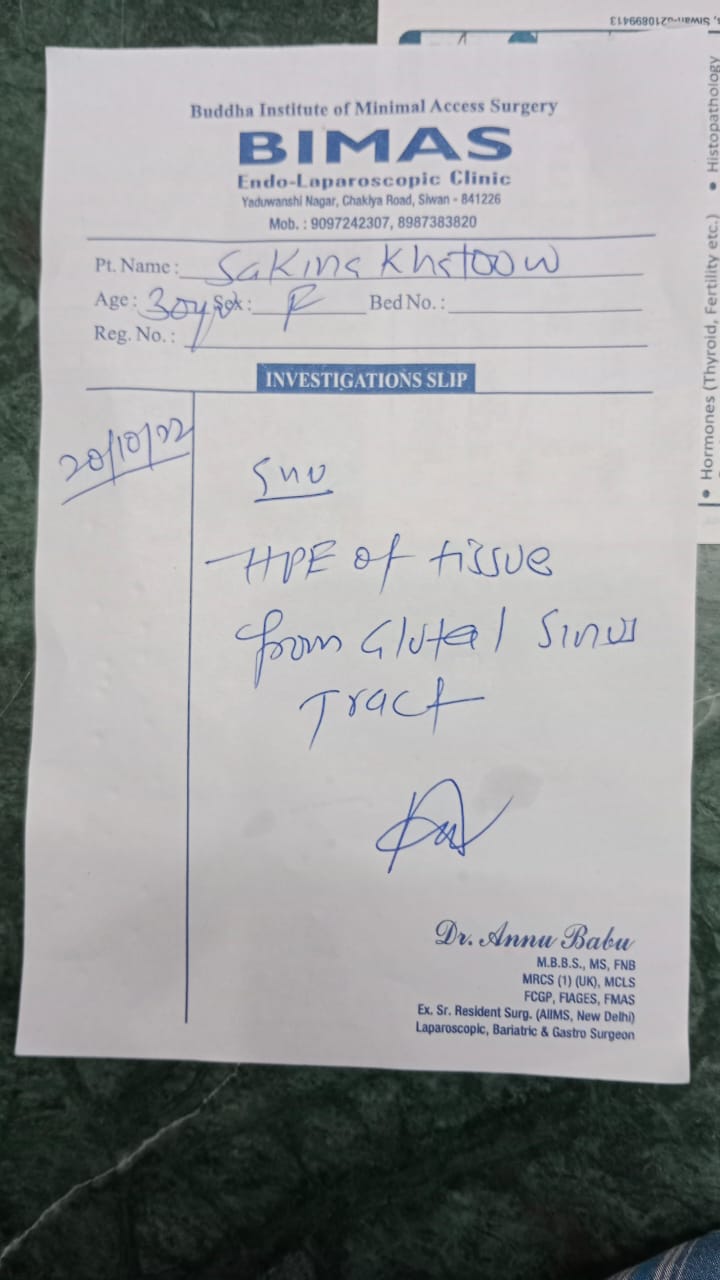 Siwan
Buddha Institute of Minimal Access Surgery
BIMAS
Endo-Laparoscopic Clinic
Yaduwanshi Nagar, Chakiya Road, Siwan - 841226
Mob. : 9097242307, 8987383820
Pt. Name : Sakina Khatoow
Age : 30yrs Sex : F Bed No. :
Reg. No. :
INVESTIGATIONS SLIP
20/10/22
HPE of tissue
from Gluteal Sinus
Tract
Dr. Annu Babu
M.B.B.S., MS, FNB
MRCS (1) (UK), MCLS
FCGP, FIAGES, FMAS
Ex. Sr. Resident Surg. (AIIMS, New Delhi)
Laparoscopic, Bariatric & Gastro Surgeon
• Hormones (Thyroid, Fertility etc.) • Histopathology